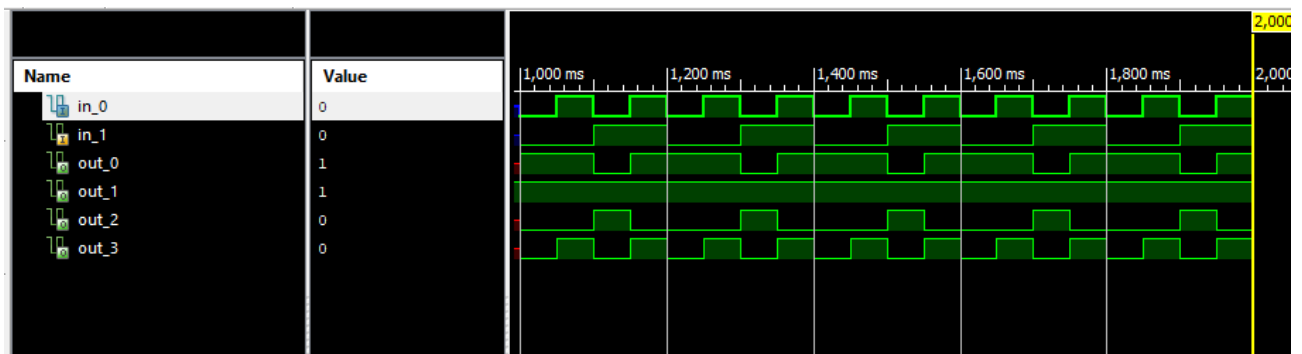 2,000
1,000 ms 1,200 ms 1,400 ms 1,600 ms 1,800 ms 2,000
Name Value
in_0 0
in_1 0
out_0 1
out_1 1
out_2 0
out_3 0